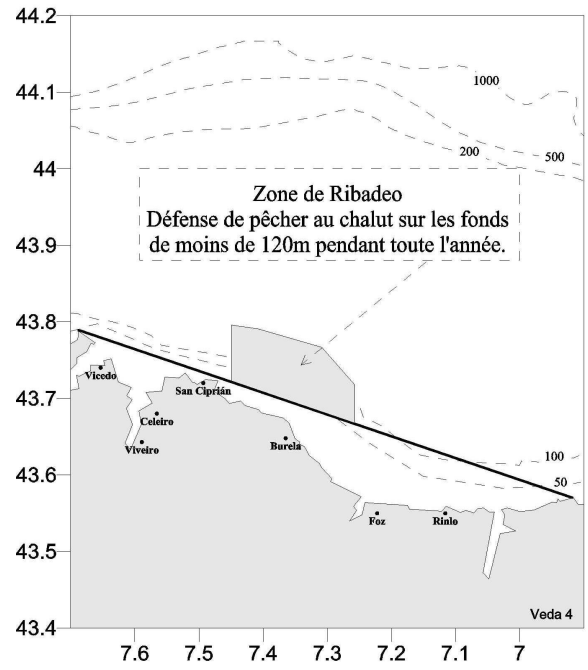 44.2
44.1
44
43.9
43.8
43.7
43.6
43.5
43.4
1000
500
200
Zone de Ribadeo
Défense de pêcher au chalut sur les fonds
de moins de 120m pendant toute l'année.
Vicedo
San Ciprián
Celeiro
Viveiro
Burela
100
50
Foz
Rinlo
Veda 4
7.6
7.5
7.4
7.3
7.2
7.1
7